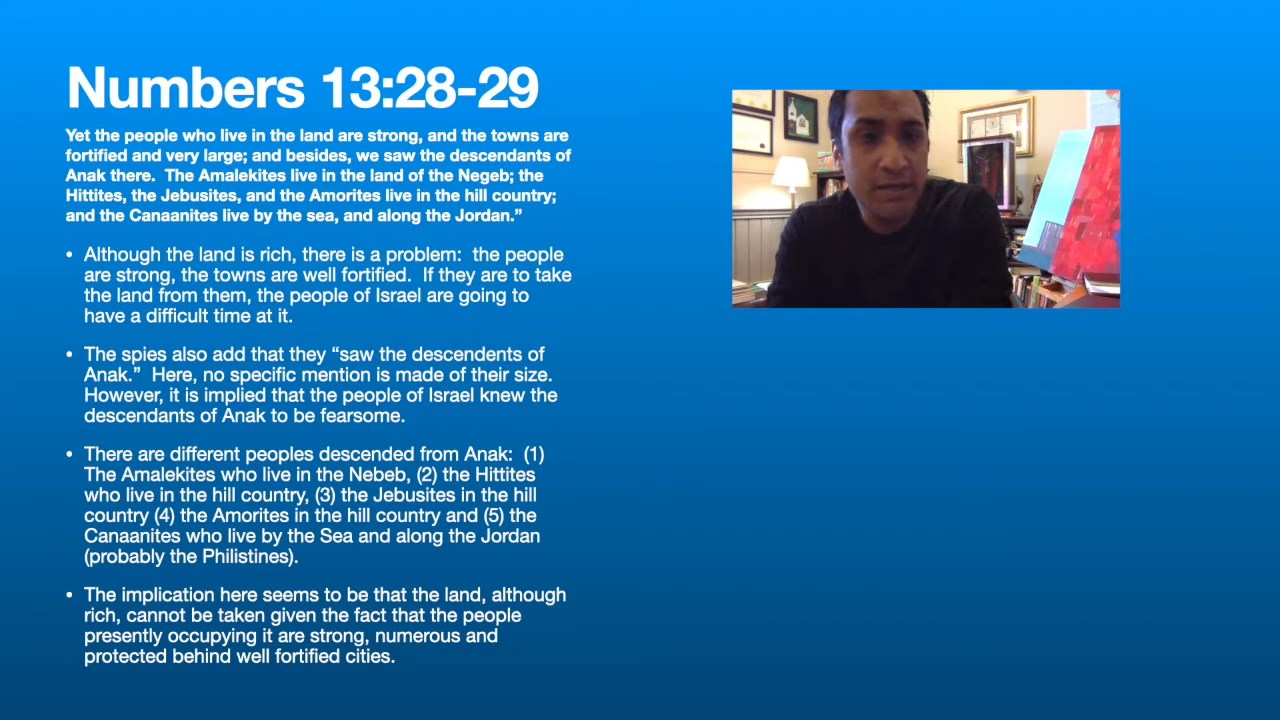 Numbers 13:28-29
Yet the people who live in the land are strong, and the towns are
fortified and very large; and besides, we saw the descendants of
Anak there.  The Amalekites live in the land of the Negeb; the
Hittites, the Jebusites, and the Amorites live in the hill country;
and the Canaanites live by the sea, and along the Jordan.”
• Although the land is rich, there is a problem:  the people
are strong, the towns are well fortified.  If they are to take
the land from them, the people of Israel are going to
have a difficult time at it.
• The spies also add that they “saw the descendents of
Anak.”  Here, no specific mention is made of their size.
However, it is implied that the people of Israel knew the
descendants of Anak to be fearsome.
• There are different peoples descended from Anak:  (1)
The Amalekites who live in the Nebeb, (2) the Hittites
who live in the hill country, (3) the Jebusites in the hill
country (4) the Amorites in the hill country and (5) the
Canaanites who live by the Sea and along the Jordan
(probably the Philistines).
• The implication here seems to be that the land, although
rich, cannot be taken given the fact that the people
presently occupying it are strong, numerous and
protected behind well fortified cities.